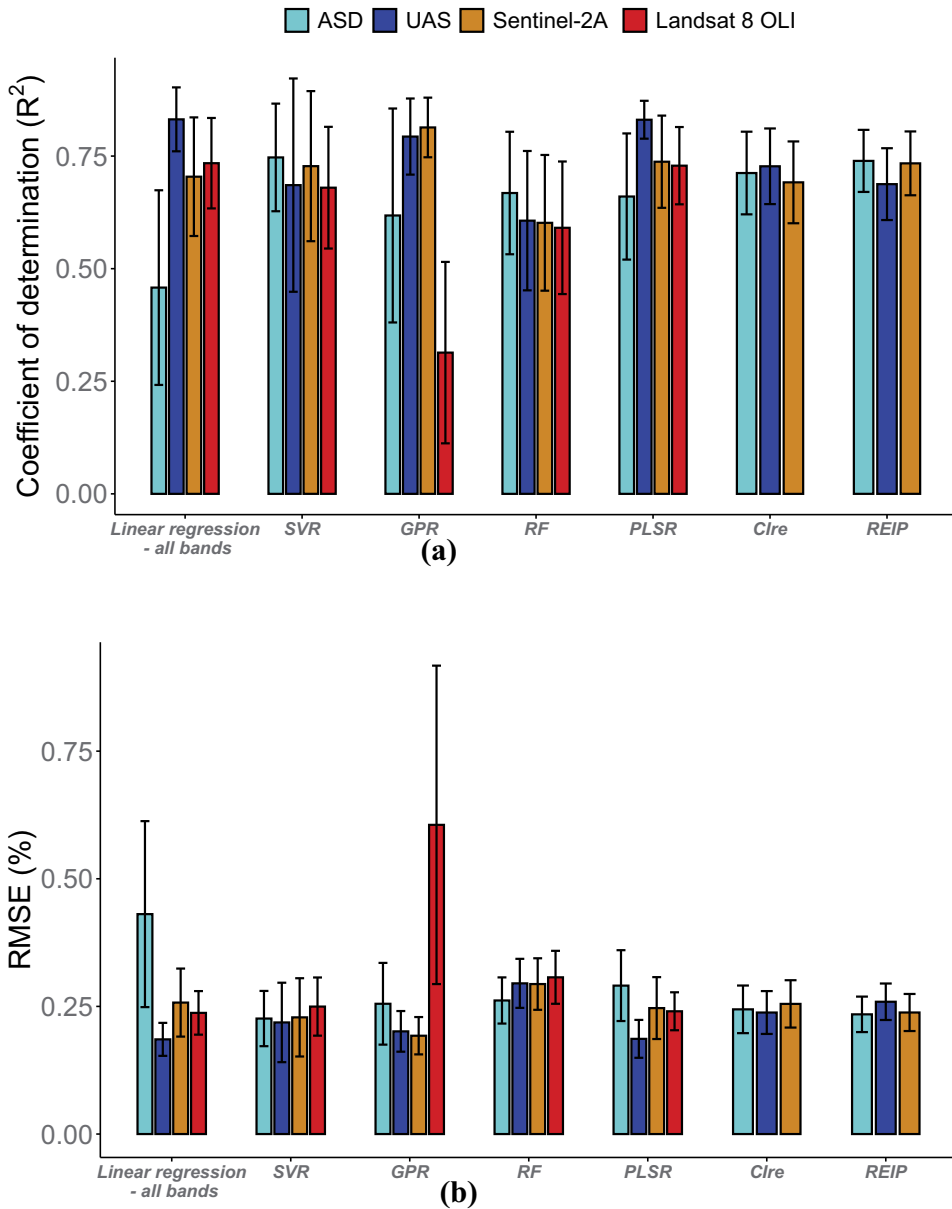 ASD UAS Sentinel-2A Landsat 8 OLI
Coefficient of determination (R²)
0.75
0.50
0.25
0.00
Linear regression SVR GPR RF PLSR CIre REIP
- all bands
(a)
RMSE (%)
0.75
0.50
0.25
0.00
Linear regression SVR GPR RF PLSR CIre REIP
- all bands
(b)